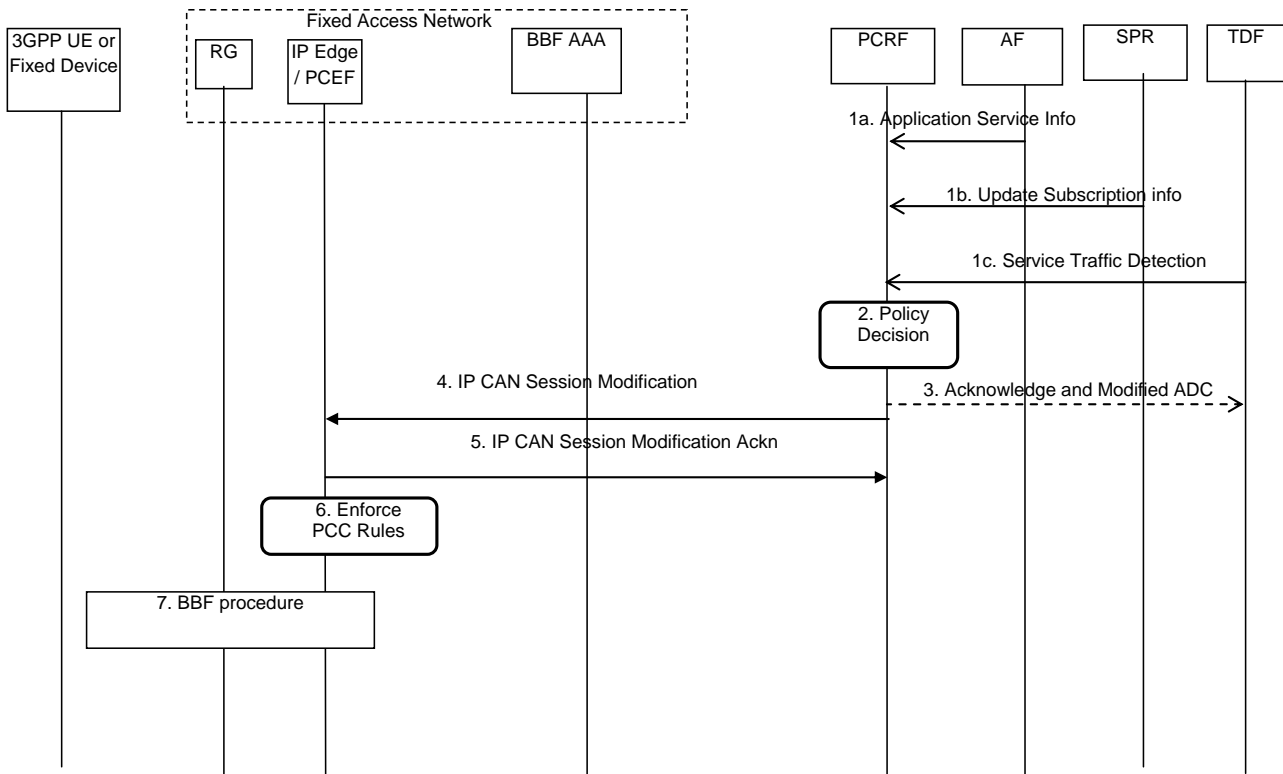 Fixed Access Network
3GPP UE or
Fixed Device
RG
IP Edge
/ PCEF
BBF AAA
PCRF
AF
SPR
TDF
1a. Application Service Info
1b. Update Subscription info
1c. Service Traffic Detection
2. Policy
Decision
4. IP CAN Session Modification
3. Acknowledge and Modified ADC
5. IP CAN Session Modification Ackn
6. Enforce
PCC Rules
7. BBF procedure